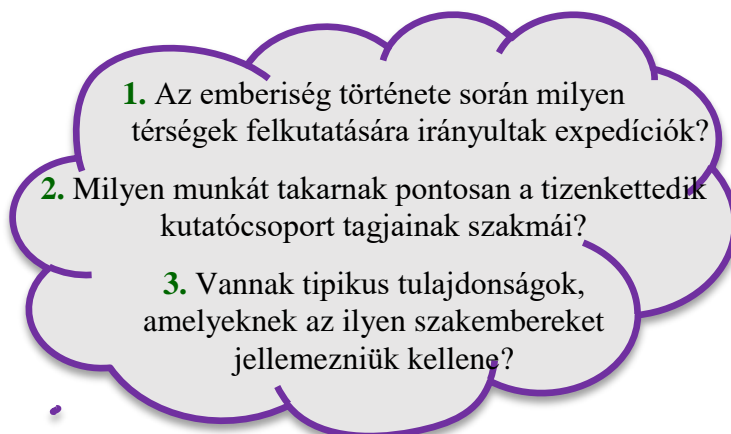 1. Az emberiség története során milyen
térségek felkutatására irányultak expedíciók?
2. Milyen munkát takarnak pontosan a tizenkettedik
kutatócsoport tagjainak szakmái?
3. Vannak tipikus tulajdonságok,
amelyeknek az ilyen szakembereket
jellemezniük kellene?